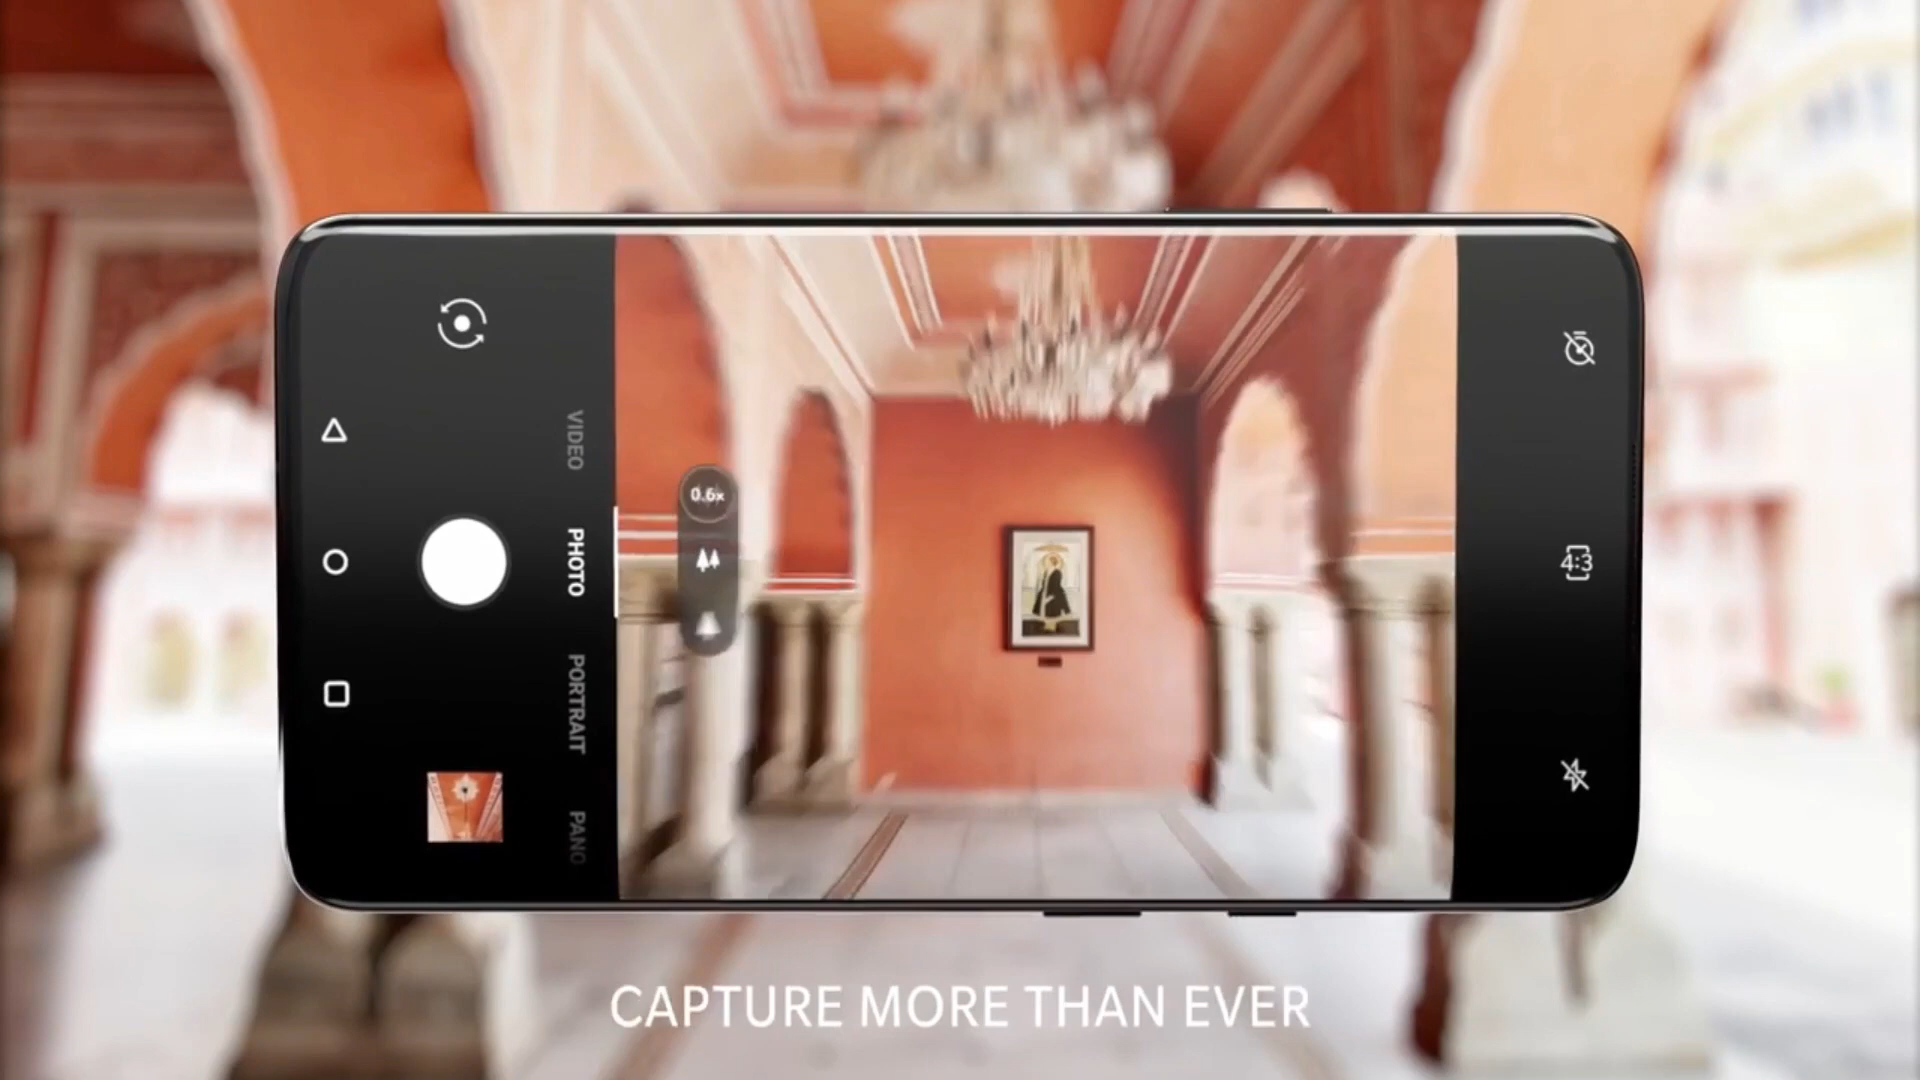 VIDEO
PHOTO
PORTRAIT
PANO
0.6x
4:3
CAPTURE MORE THAN EVER